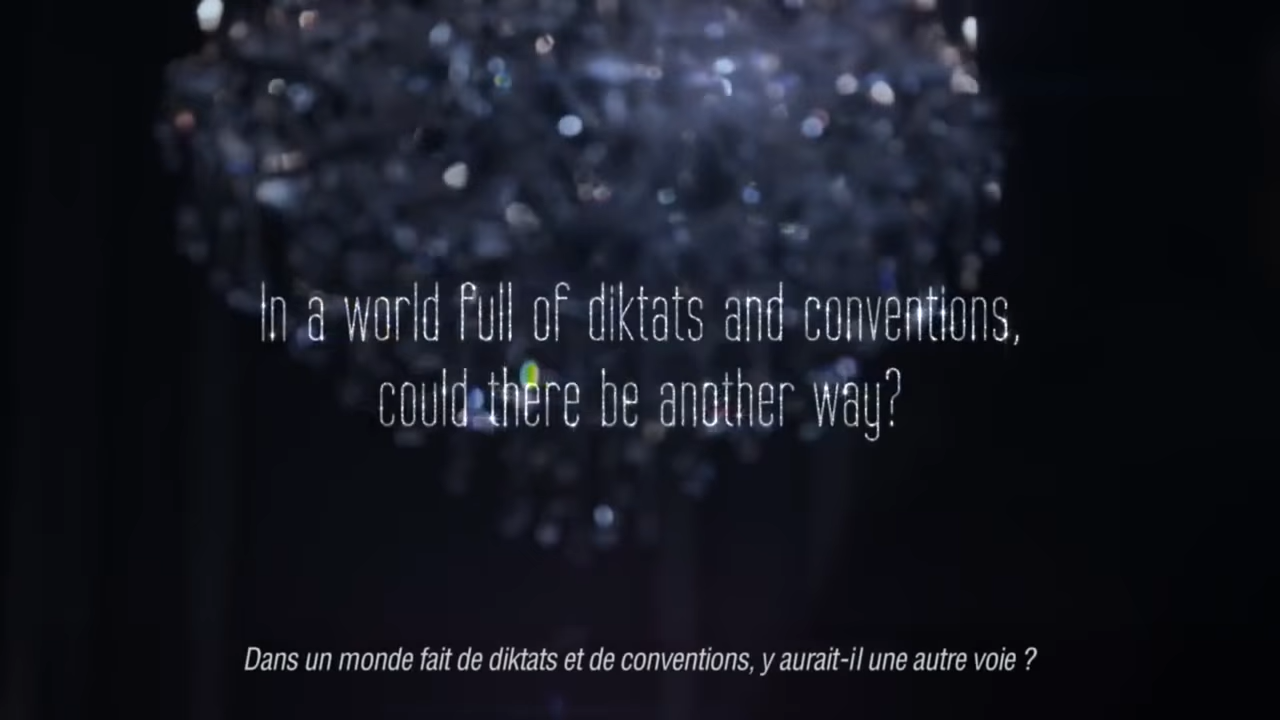 In a world full of diktats and conventions,
could there be another way?
Dans un monde fait de diktats et de conventions, y aurait-il une autre voie ?